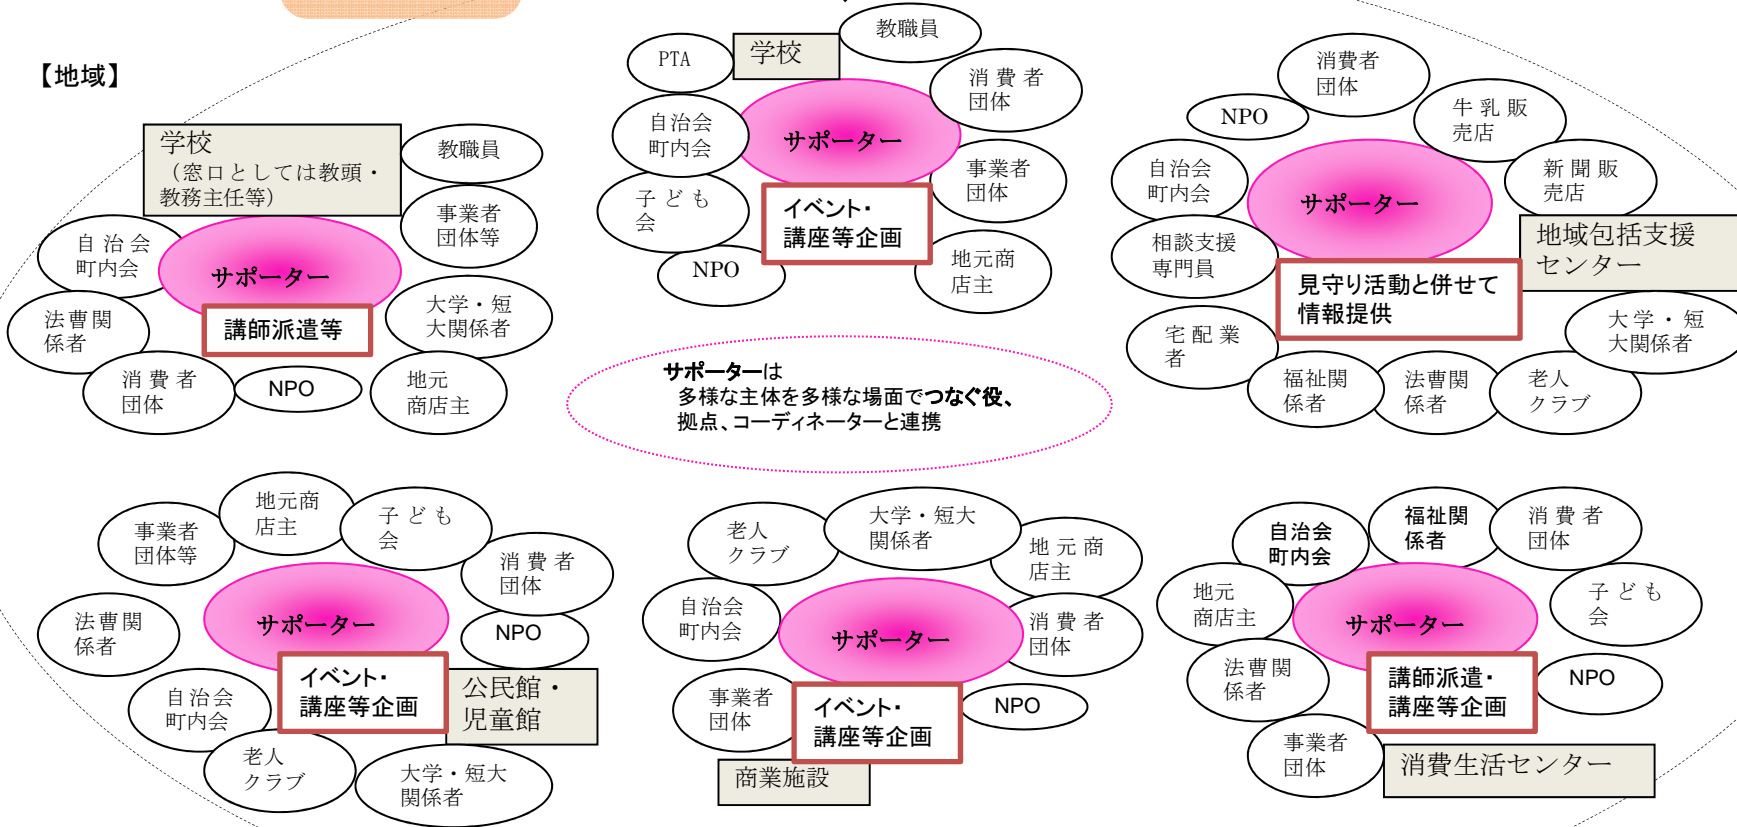 【地域】
学校
（窓口としては教頭・
教務主任等）
教職員
事業者
団体等
自治会
町内会
サポーター
講師派遣等
大学・短
大関係者
法曹関
係者
消費者
団体
NPO
地元
商店主
PTA
学校
教職員
消費者
団体
自治会
町内会
サポーター
事業者
団体
子ども
会
イベント・
講座等企画
NPO
地元商
店主
消費者
団体
NPO
牛乳販
売店
自治会
町内会
サポーター
新聞販
売店
相談支援
専門員
地域包括支援
センター
見守り活動と併せて
情報提供
宅配業
者
大学・短
大関係者
福祉関
係者
法曹関
係者
老人
クラブ
サポーターは
多様な主体を多様な場面でつなぐ役、
拠点、コーディネーターと連携
事業者
団体等
地元商
店主
子ども
会
消費者
団体
法曹関
係者
サポーター
NPO
イベント・
講座等企画
公民館・
児童館
自治会
町内会
老人
クラブ
大学・短大
関係者
老人
クラブ
大学・短大
関係者
地元商
店主
自治会
町内会
サポーター
消費者
団体
事業者
団体
イベント・
講座等企画
NPO
商業施設
自治会
町内会
福祉関
係者
消費者
団体
地元
商店主
サポーター
子ども
会
法曹関
係者
講師派遣・
講座等企画
NPO
事業者
団体
消費生活センター